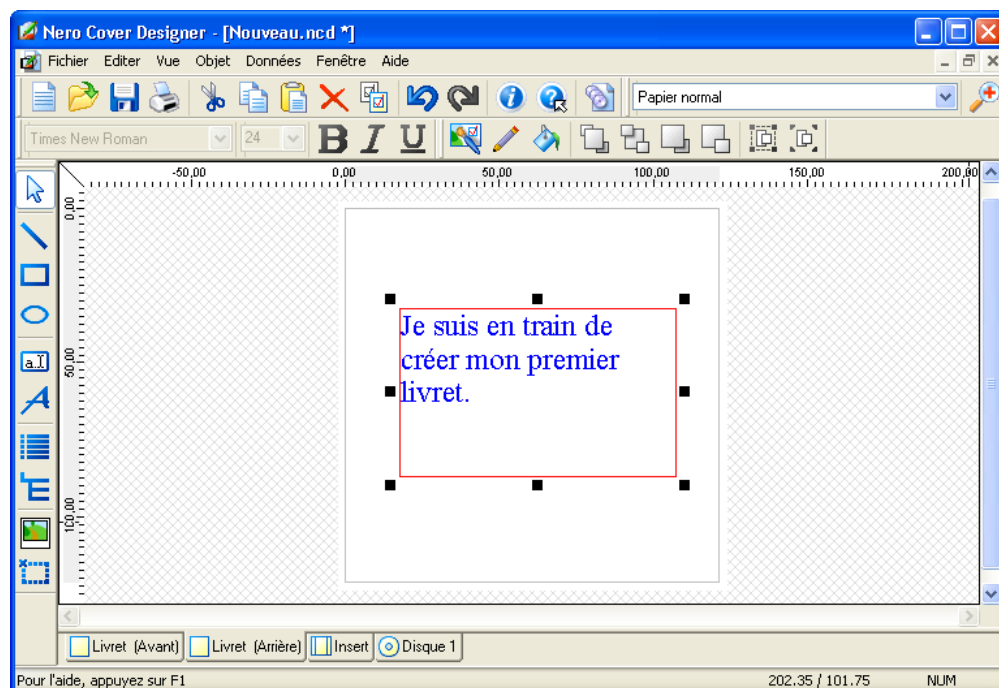 Nero Cover Designer - [Nouveau.ncd *]
Fichier Editer Vue Objet Données Fenêtre Aide
Papier normal
Times New Roman 24 B I U
-50,00 0,00 50,00 100,00 150,00 200,00
0,00
50,00
100,00
Je suis en train de
créer mon premier
livret.
Livret (Avant) Livret (Arrière) Insert Disque 1
Pour l'aide, appuyez sur F1 202.35 / 101.75 NUM